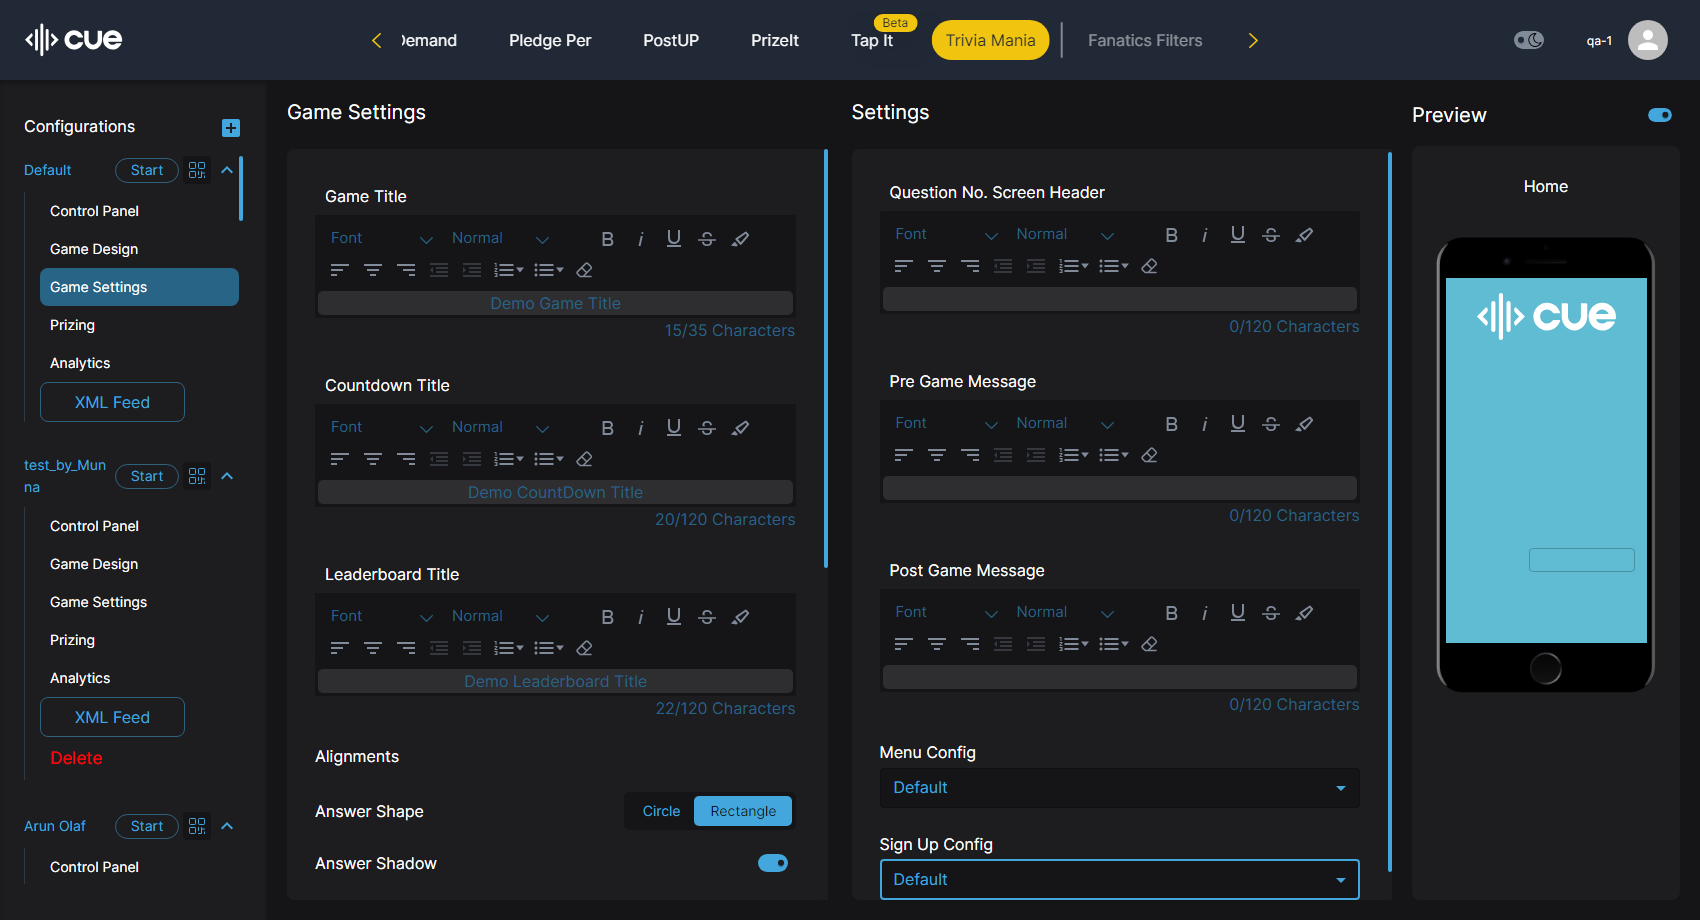 cue
Demand
Pledge Per
PostUP
PrizeIt
Tap It
Beta
Trivia Mania
Fanatics Filters
qa-1
Configurations
Default
Start
Control Panel
Game Design
Game Settings
Prizing
Analytics
XML Feed
test_by_Mun
na
Start
Control Panel
Game Design
Game Settings
Prizing
Analytics
XML Feed
Delete
Arun Olaf
Start
Control Panel
Game Settings
Game Title
Font
Normal
Demo Game Title
15/35 Characters
Countdown Title
Font
Normal
Demo CountDown Title
20/120 Characters
Leaderboard Title
Font
Normal
Demo Leaderboard Title
22/120 Characters
Alignments
Answer Shape
Circle
Rectangle
Answer Shadow
Settings
Question No. Screen Header
Font
Normal
0/120 Characters
Pre Game Message
Font
Normal
0/120 Characters
Post Game Message
Font
Normal
0/120 Characters
Menu Config
Default
Sign Up Config
Default
Preview
Home
cue